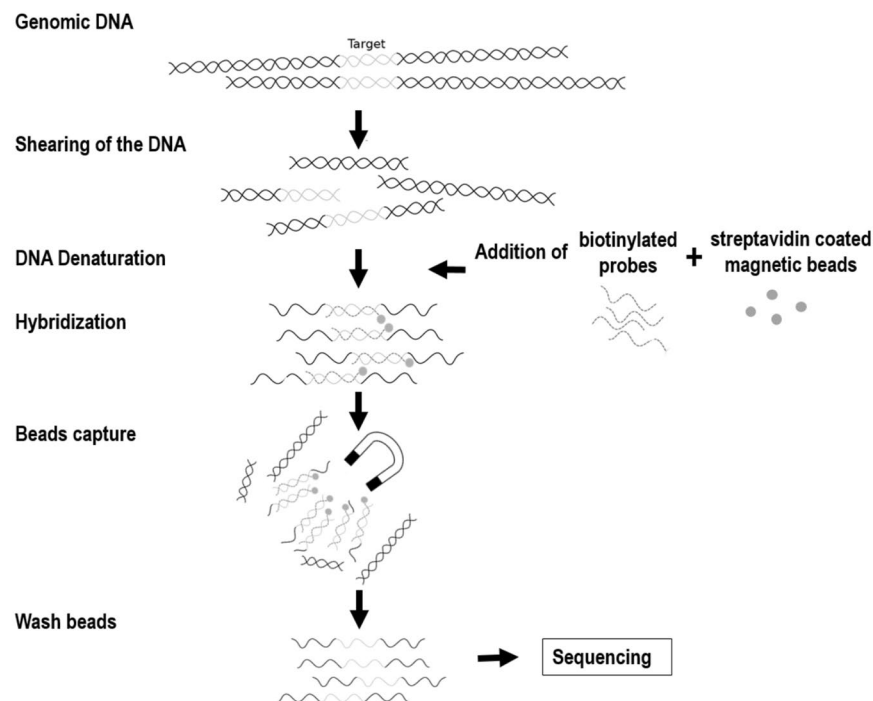 Genomic DNA
Target
Shearing of the DNA
DNA Denaturation
Addition of
biotinylated
probes
+
streptavidin coated
magnetic beads
Hybridization
Beads capture
Wash beads
Sequencing